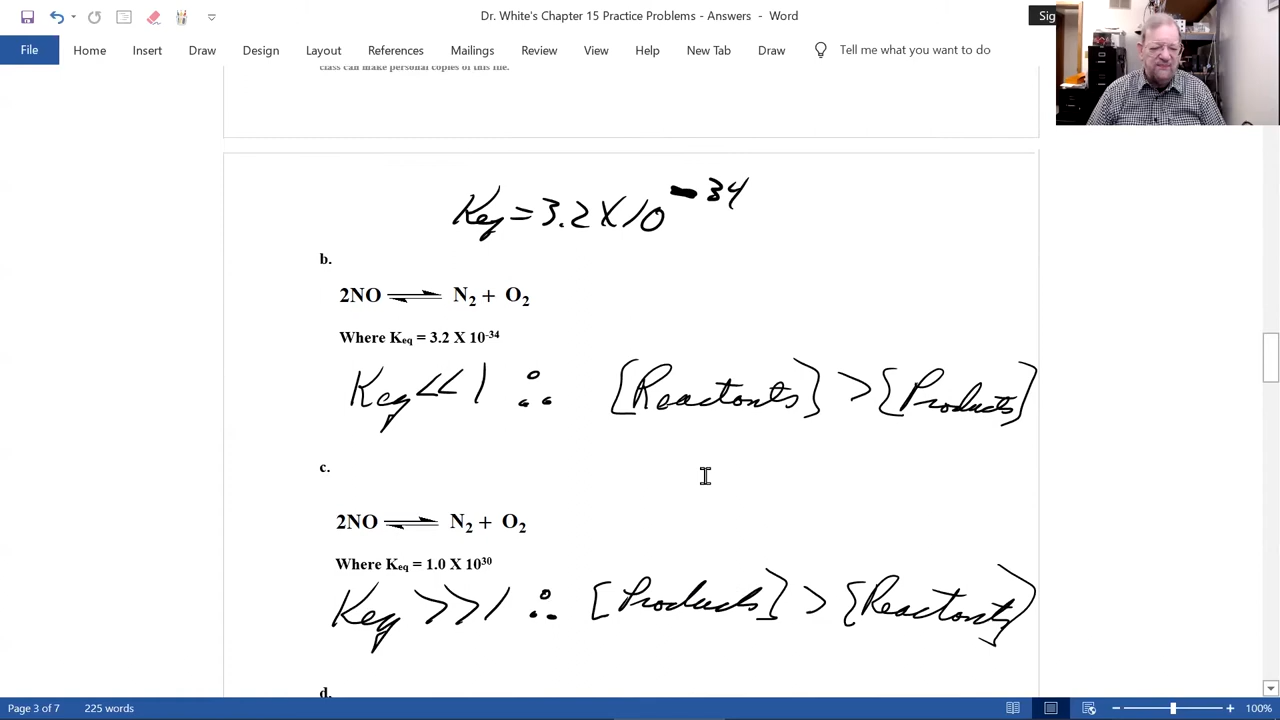 Dr. White's Chapter 15 Practice Problems - Answers - Word
Sig
File Home Insert Draw Design Layout References Mailings Review View Help New Tab Draw Tell me what you want to do
class can make personal copies of this file.
Keq = 3.2 X 10^-34
b.
2NO ⇌ N₂ + O₂
Where Keq = 3.2 X 10^-34
Keq << 1 ∴ [Reactants] > [Products]
c.
2NO ⇌ N₂ + O₂
Where Keq = 1.0 X 10^30
Keq >> 1 ∴ [Products] > [Reactants]
d.
Page 3 of 7 225 words 100%